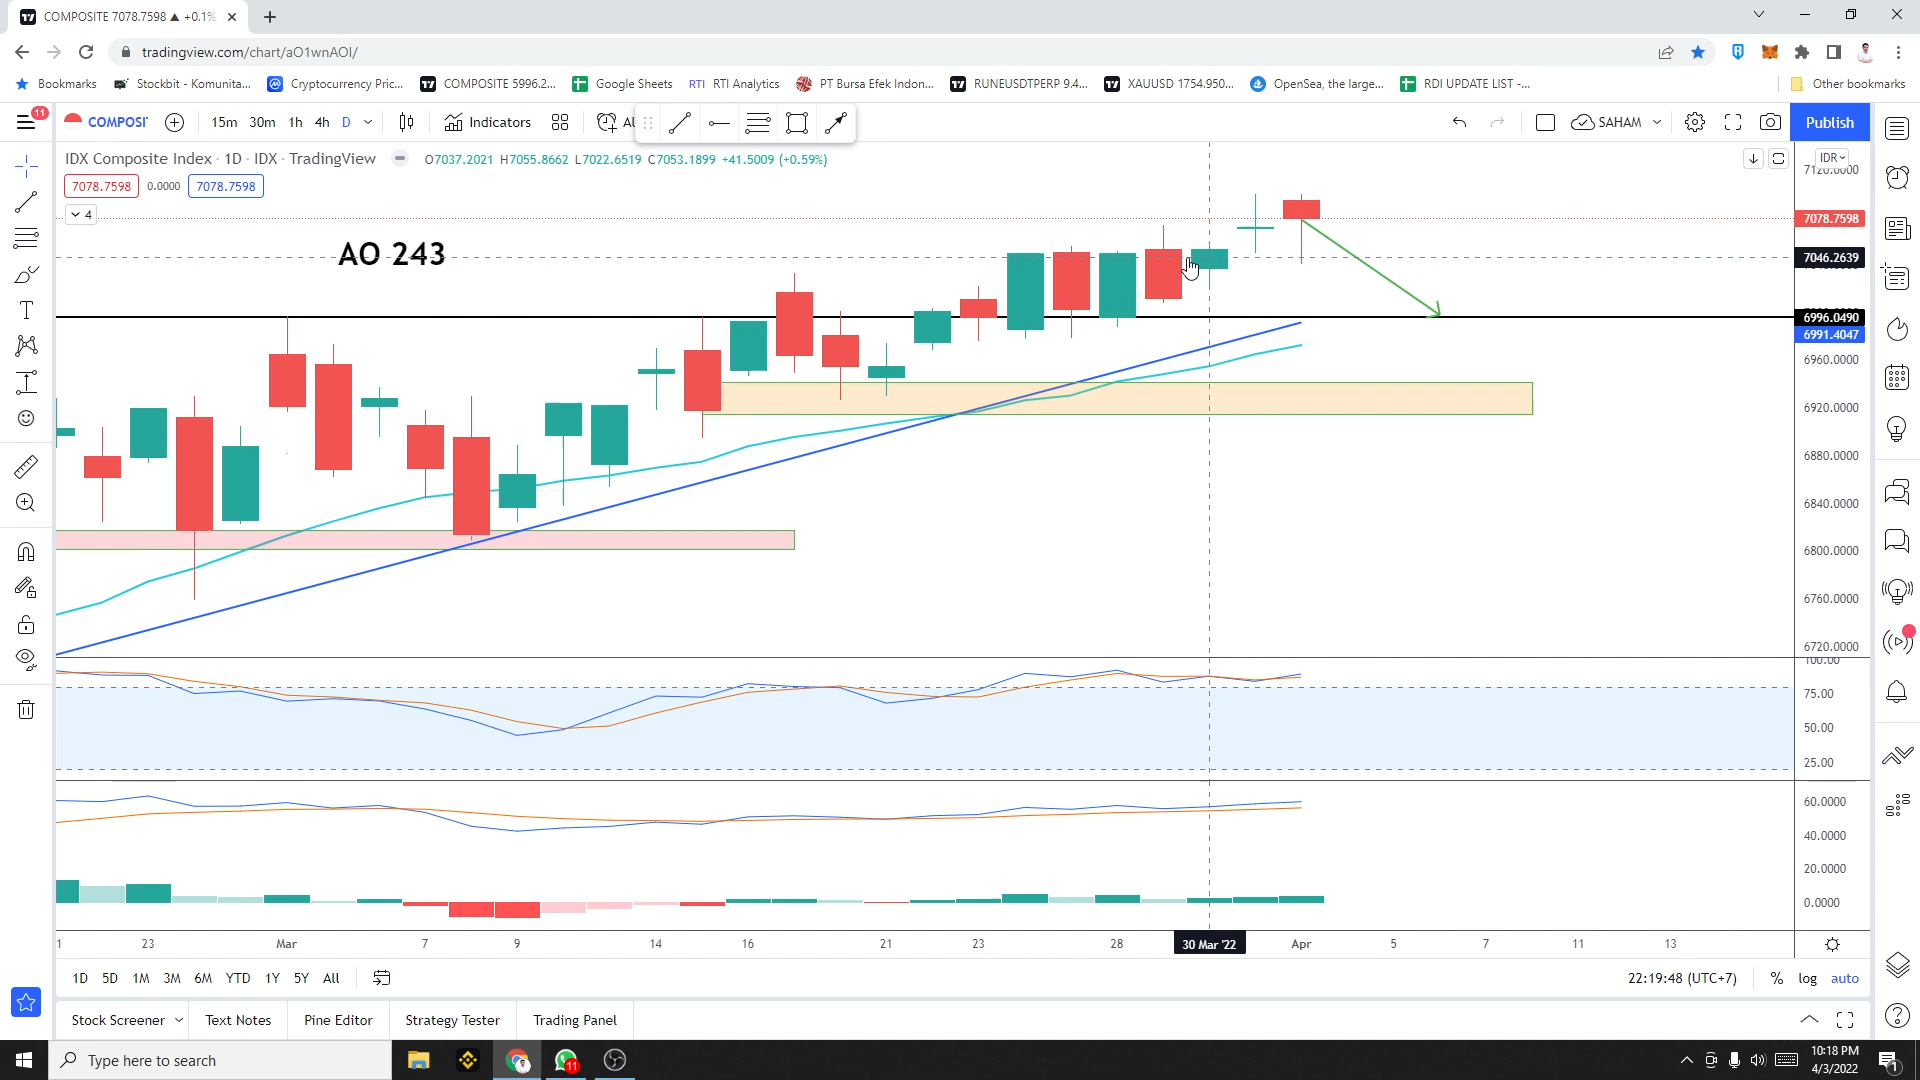 COMPOSITE 7078.7598 ▲ +0.1%
tradingview.com/chart/aO1wnAOI/
Bookmarks Stockbit - Komunita... Cryptocurrency Pric... COMPOSITE 5996.2... Google Sheets RTI RTI Analytics PT Bursa Efek Indon... RUNEUSDTPERP 9.4... XAUUSD 1754.950... OpenSea, the large... RDI UPDATE LIST -... Other bookmarks
11 COMPOSI 15m 30m 1h 4h D Indicators SAHAM Publish
IDX Composite Index · 1D · IDX · TradingView O7037.2021 H7055.8662 L7022.6519 C7053.1899 +41.5009 (+0.59%) IDR
7078.7598 0.0000 7078.7598
4
AO 243
7120.0000
7078.7598
7046.2639
6996.0490
6991.4047
6960.0000
6920.0000
6880.0000
6840.0000
6800.0000
6760.0000
6720.0000
100.00
75.00
50.00
25.00
60.0000
40.0000
20.0000
0.0000
1 23 Mar 7 9 14 16 21 23 28 30 Mar '22 Apr 5 7 11 13
1D 5D 1M 3M 6M YTD 1Y 5Y All 22:19:48 (UTC+7) % log auto
Stock Screener Text Notes Pine Editor Strategy Tester Trading Panel
Type here to search 11 10:18 PM
4/3/2022 1